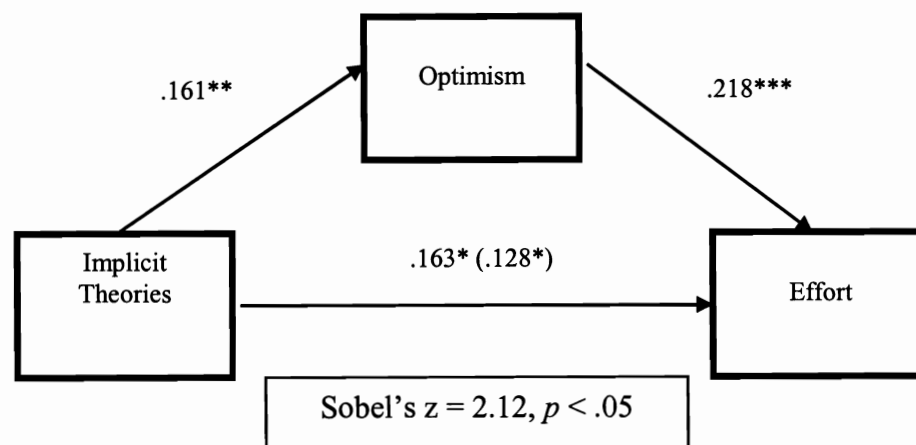 Optimism
.161**
.218***
Implicit
Theories
.163* (.128*)
Effort
Sobel's z = 2.12, p < .05